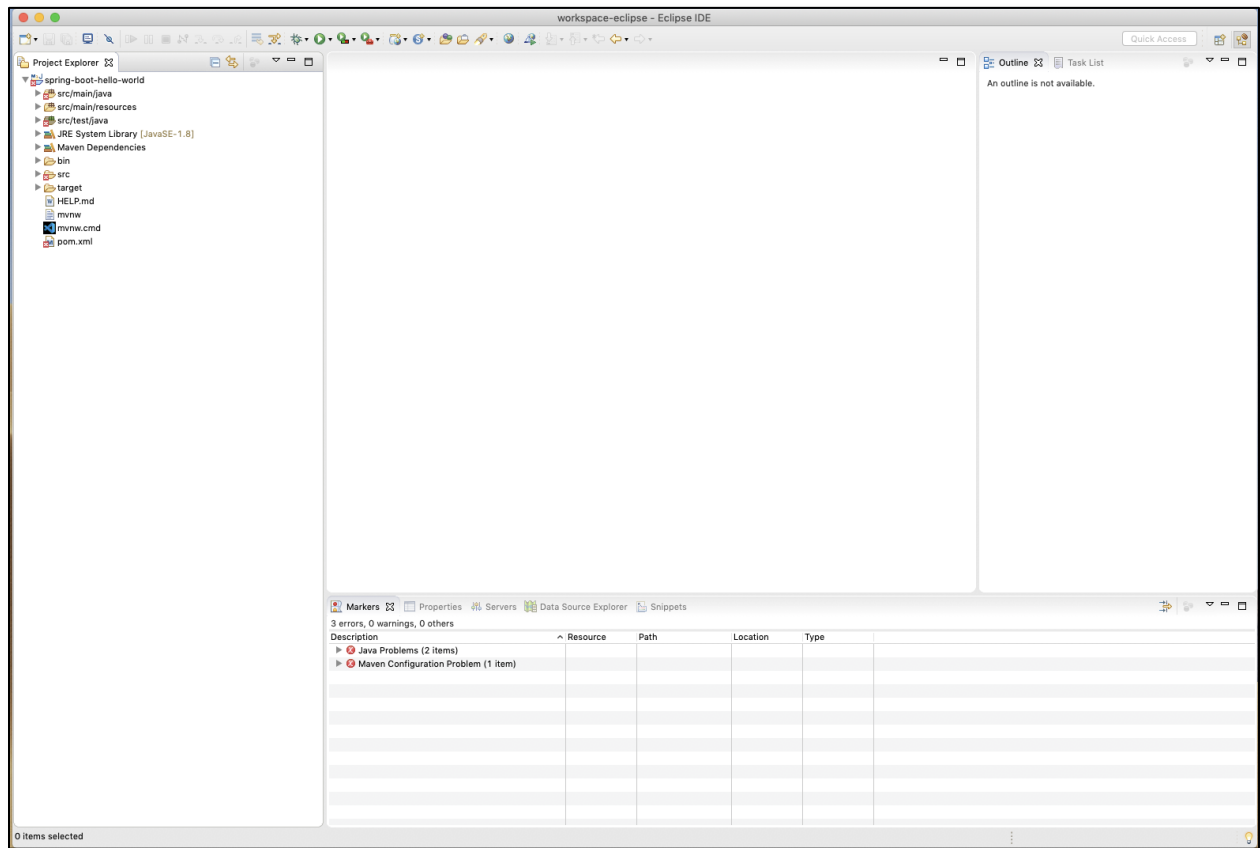 workspace-eclipse - Eclipse IDE
Quick Access
Project Explorer
spring-boot-hello-world
src/main/java
src/main/resources
src/test/java
JRE System Library [JavaSE-1.8]
Maven Dependencies
bin
src
target
HELP.md
mvnw
mvnw.cmd
pom.xml
Outline Task List
An outline is not available.
Markers Properties Servers Data Source Explorer Snippets
3 errors, 0 warnings, 0 others
Description Resource Path Location Type
Java Problems (2 items)
Maven Configuration Problem (1 item)
0 items selected